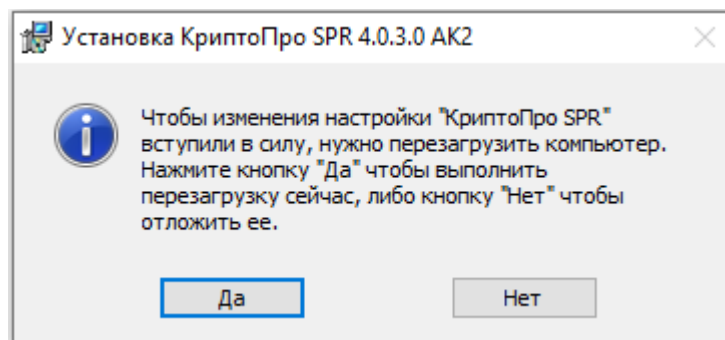 Установка КриптоПро SPR 4.0.3.0 АК2
Чтобы изменения настройки "КриптоПро SPR"
вступили в силу, нужно перезагрузить компьютер.
Нажмите кнопку "Да" чтобы выполнить
перезагрузку сейчас, либо кнопку "Нет" чтобы
отложить ее.
Да
Нет